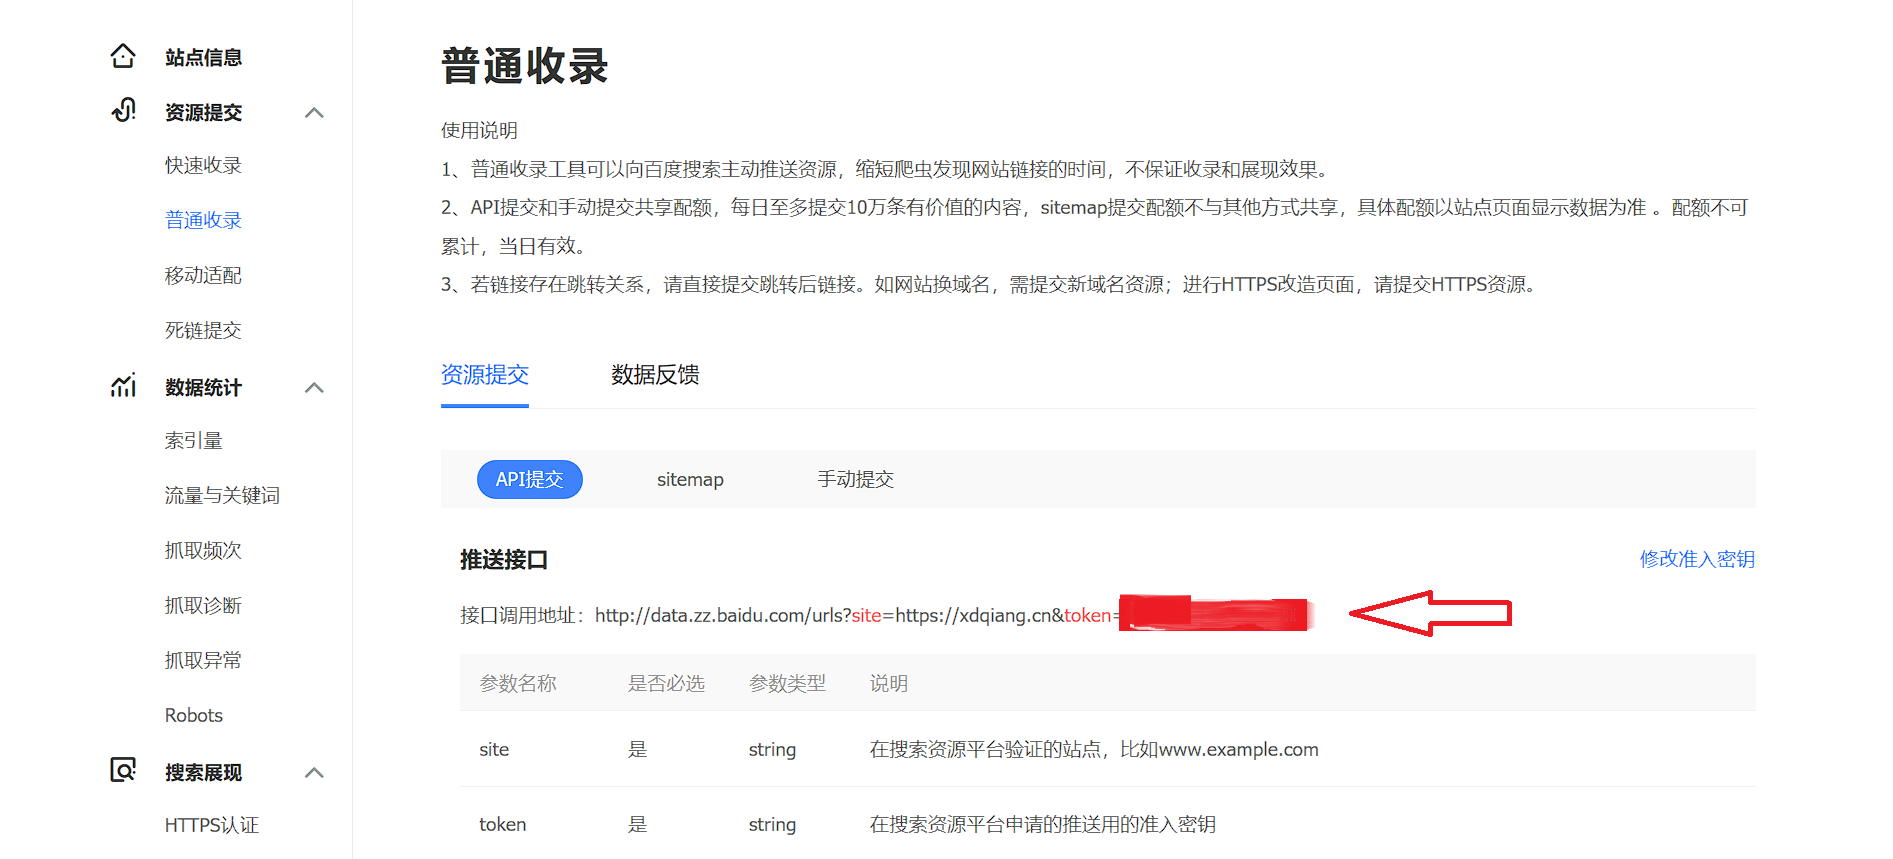 站点信息
资源提交
快速收录
普通收录
移动适配
死链提交
数据统计
索引量
流量与关键词
抓取频次
抓取诊断
抓取异常
Robots
搜索展现
HTTPS认证
普通收录
使用说明
1、普通收录工具可以向百度搜索主动推送资源，缩短爬虫发现网站链接的时间，不保证收录和展现效果。
2、API提交和手动提交共享配额，每日至多提交10万条有价值的内容，sitemap提交配额不与其他方式共享，具体配额以站点页面显示数据为准 。配额不可
累计，当日有效。
3、若链接存在跳转关系，请直接提交跳转后链接。如网站换域名，需提交新域名资源；进行HTTPS改造页面，请提交HTTPS资源。
资源提交 数据反馈
API提交 sitemap 手动提交
推送接口 修改准入密钥
接口调用地址：http://data.zz.baidu.com/urls?site=https://xdqiang.cn&token=
参数名称 是否必选 参数类型 说明
site 是 string 在搜索资源平台验证的站点，比如www.example.com
token 是 string 在搜索资源平台申请的推送用的准入密钥